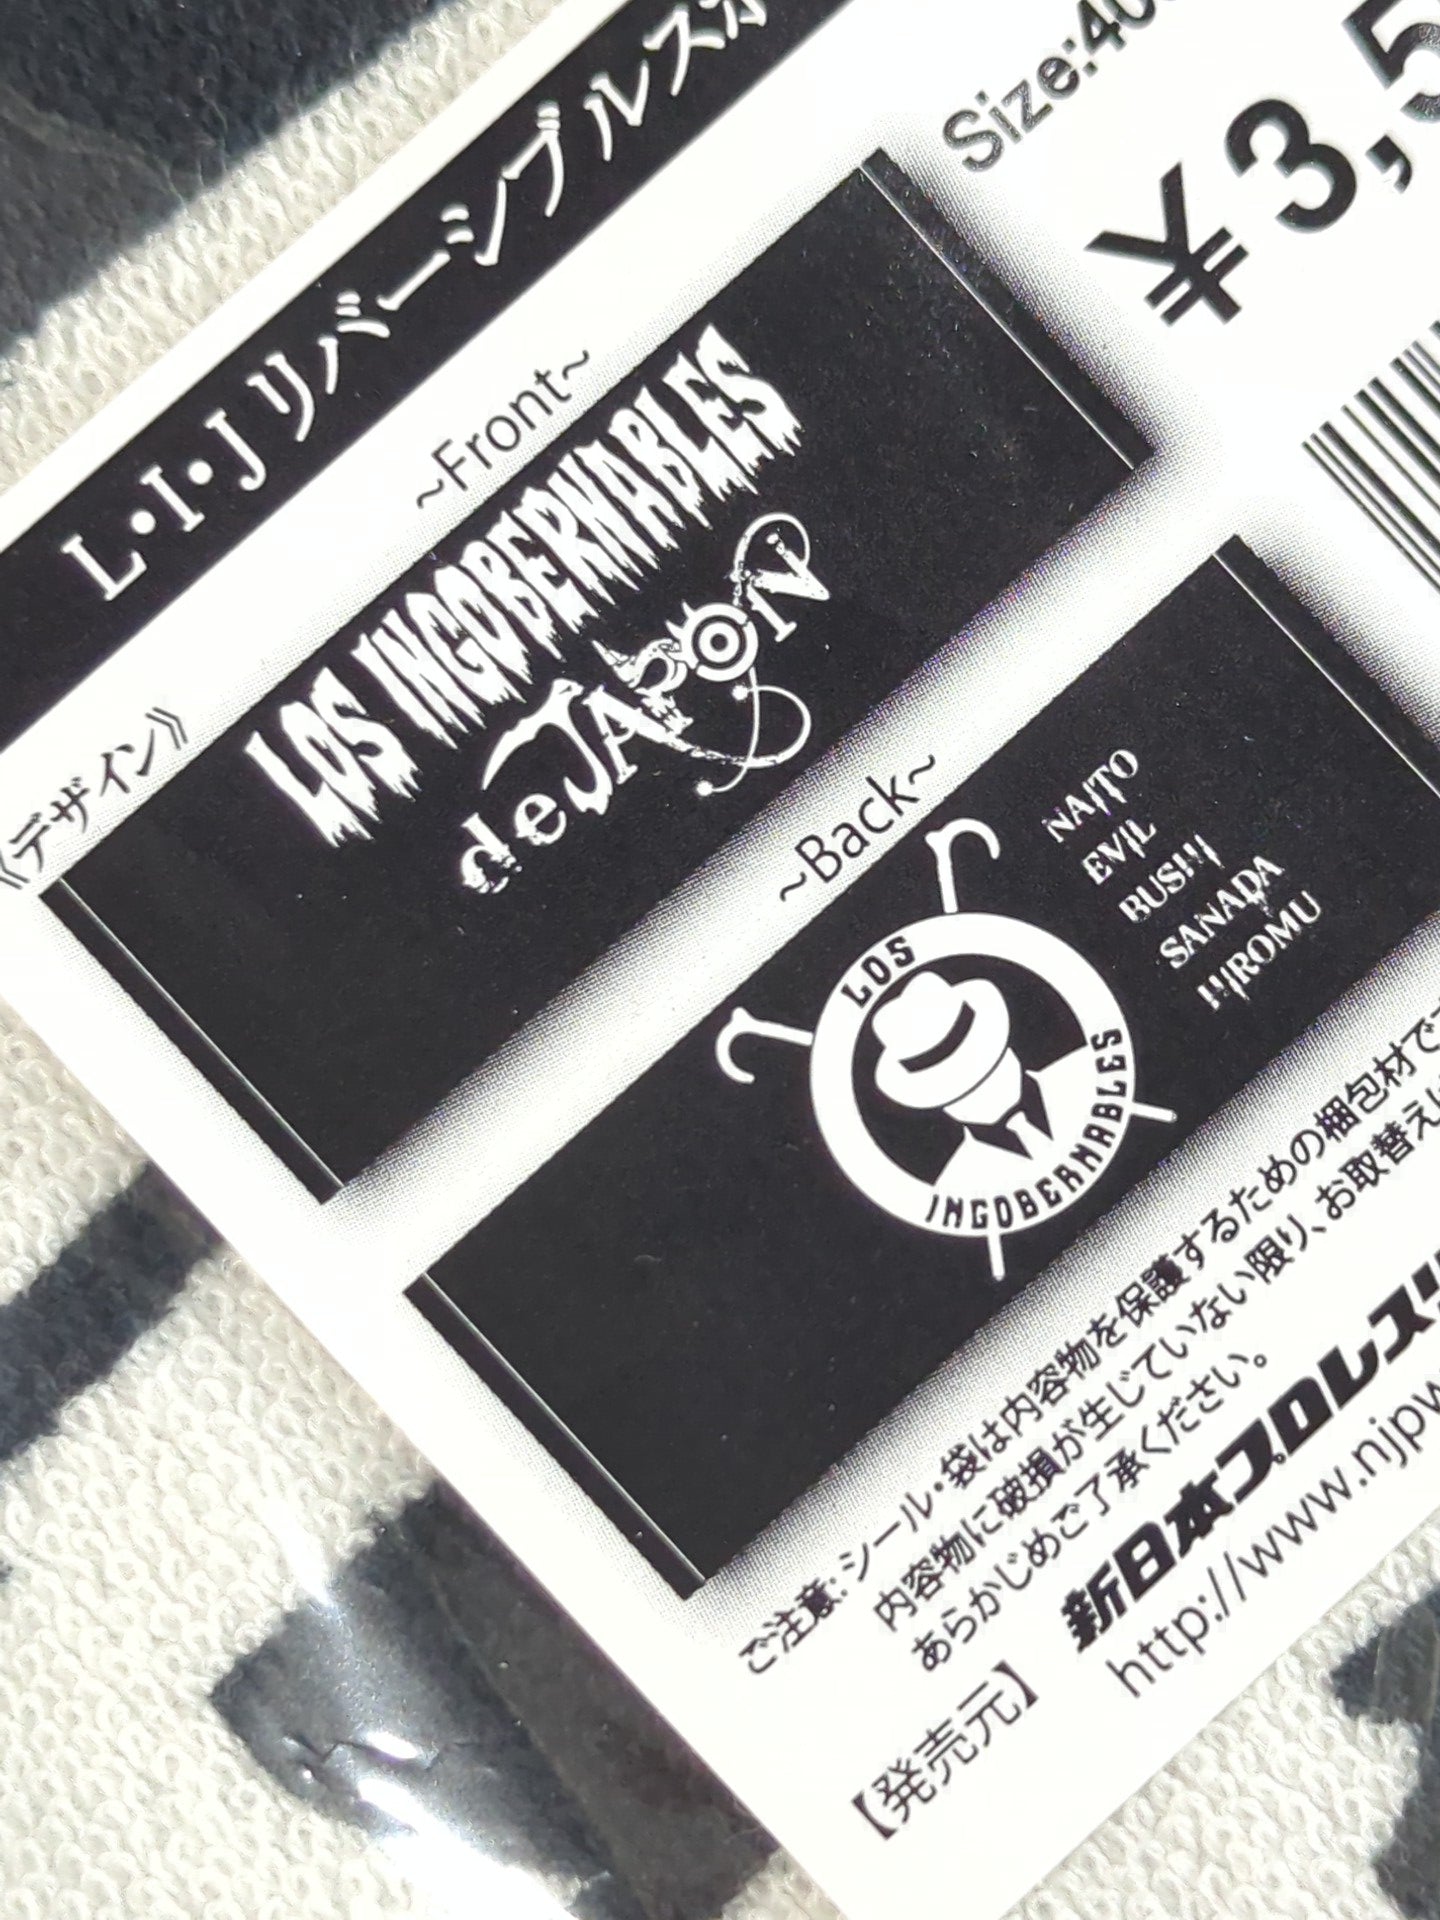 L・I・J リバーシブルスポ
Size:40
¥3,5
《デザイン》
~Front~
LOS INGOBERNABLES
de JAPON
~Back~
LOS
INGOBERNABLES
NAITO
EVIL
BUSHI
SANADA
HIROMU
ご注意:シール・袋は内容物を保護するための梱包材で
内容物に破損が生じていない限り、お取替え
あらかじめご了承ください。
【発売元】
新日本プロレス
http://www.njpw